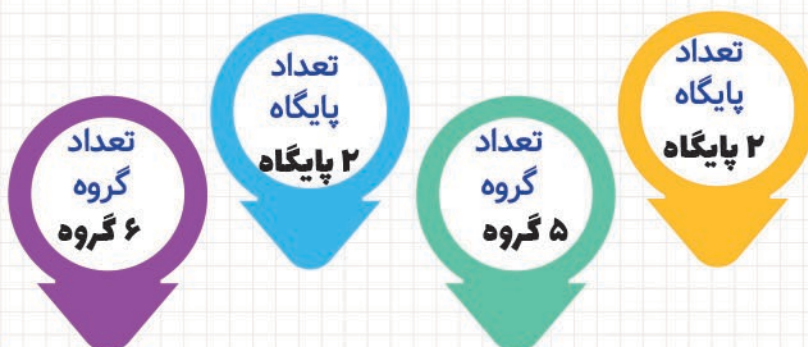 تعداد
پایگاه
۲ پایگاه
تعداد
گروه
۵ گروه
تعداد
پایگاه
۲ پایگاه
تعداد
گروه
۶ گروه